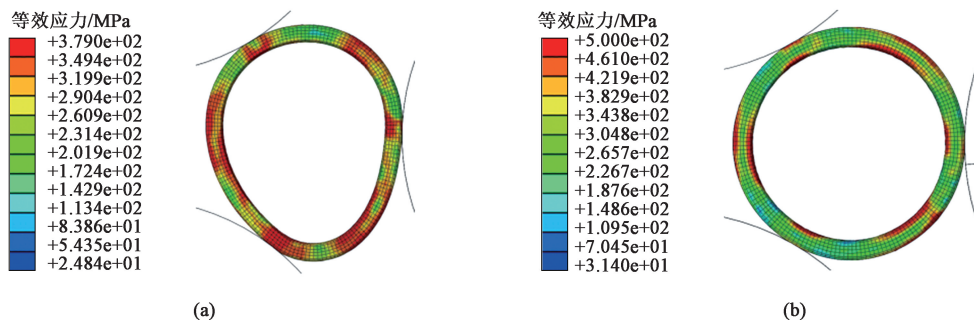 等效应力/MPa
+3.790e+02
+3.494e+02
+3.199e+02
+2.904e+02
+2.609e+02
+2.314e+02
+2.019e+02
+1.724e+02
+1.429e+02
+1.134e+02
+8.386e+01
+5.435e+01
+2.484e+01
(a)
等效应力/MPa
+5.000e+02
+4.610e+02
+4.219e+02
+3.829e+02
+3.438e+02
+3.048e+02
+2.657e+02
+2.267e+02
+1.876e+02
+1.486e+02
+1.095e+02
+7.045e+01
+3.140e+01
(b)